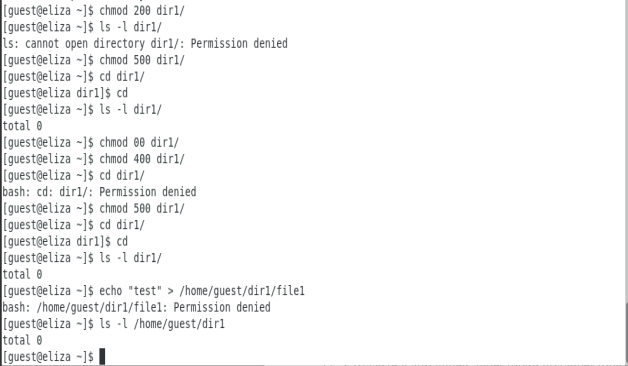 [guest@eliza ~]$ chmod 200 dir1/
[guest@eliza ~]$ ls -l dir1/
ls: cannot open directory dir1/: Permission denied
[guest@eliza ~]$ chmod 500 dir1/
[guest@eliza ~]$ cd dir1/
[guest@eliza dir1]$ cd
[guest@eliza ~]$ ls -l dir1/
total 0
[guest@eliza ~]$ chmod 00 dir1/
[guest@eliza ~]$ chmod 400 dir1/
[guest@eliza ~]$ cd dir1/
bash: cd: dir1/: Permission denied
[guest@eliza ~]$ chmod 500 dir1/
[guest@eliza ~]$ cd dir1/
[guest@eliza dir1]$ cd
[guest@eliza ~]$ ls -l dir1/
total 0
[guest@eliza ~]$ echo "test" > /home/guest/dir1/file1
bash: /home/guest/dir1/file1: Permission denied
[guest@eliza ~]$ ls -l /home/guest/dir1
total 0
[guest@eliza ~]$